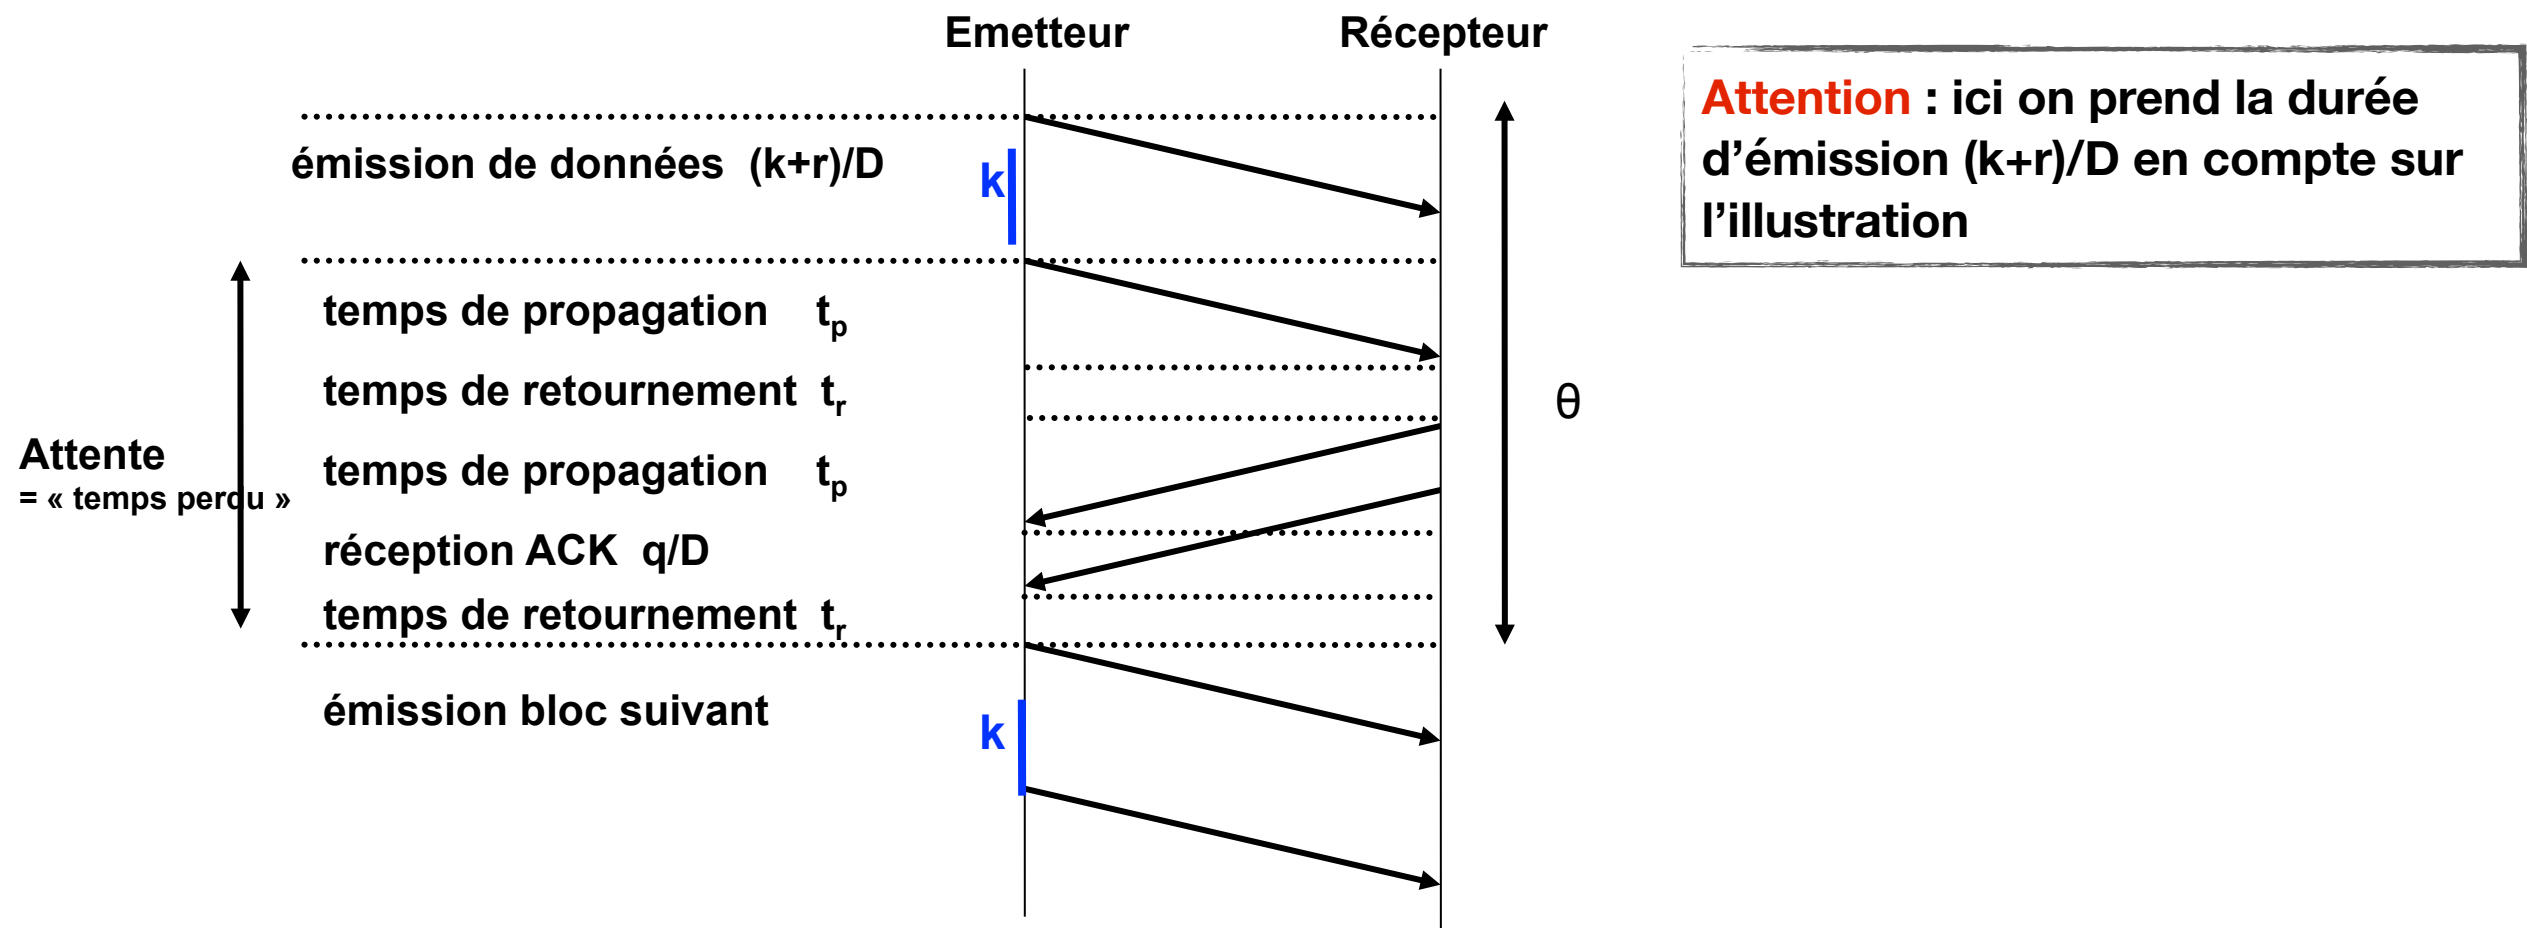 Emetteur Récepteur
Attention : ici on prend la durée
d’émission (k+r)/D en compte sur
l’illustration
émission de données (k+r)/D
k
temps de propagation tp
temps de retournement tr
θ
Attente
= « temps perdu »
temps de propagation tp
réception ACK q/D
temps de retournement tr
émission bloc suivant
k